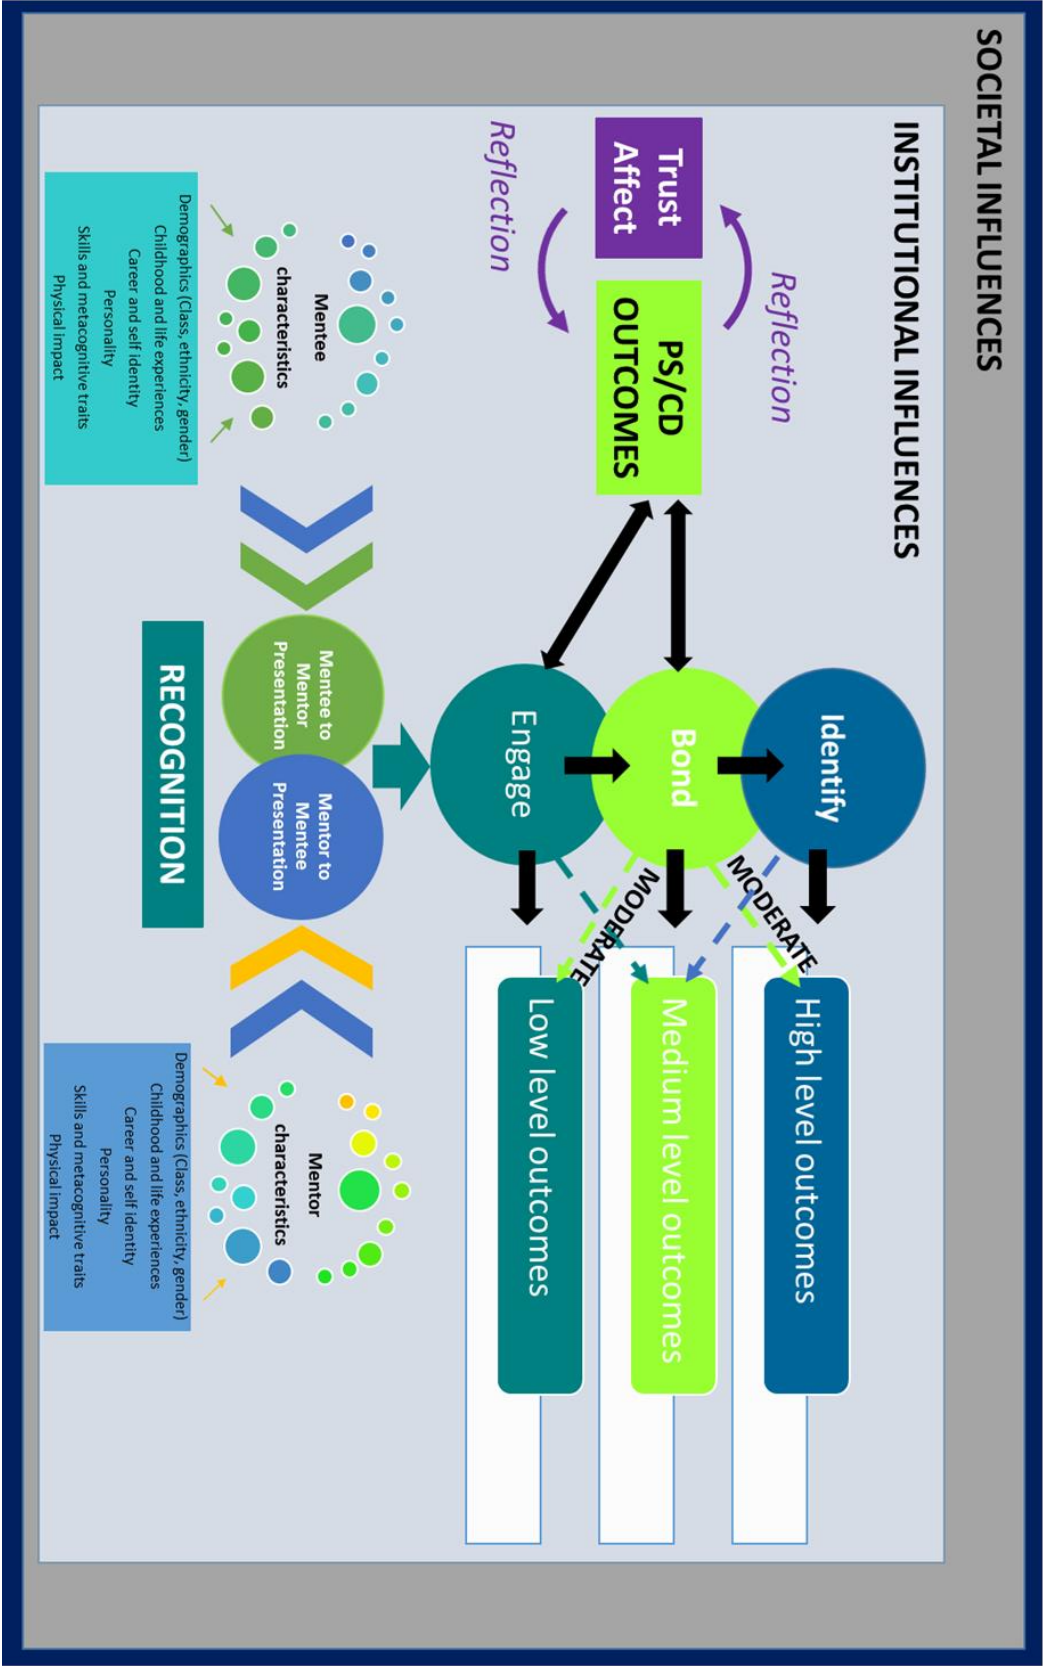 SOCIETAL INFLUENCES
INSTITUTIONAL INFLUENCES
Reflection
Trust
Affect
PS/CD
OUTCOMES
Reflection
Identify
Bond
Engage
MODERATE
MODERATE
High level outcomes
Medium level outcomes
Low level outcomes
Mentee
characteristics
Demographics (Class, ethnicity, gender)
Childhood and life experiences
Career and self identity
Personality
Skills and metacognitive traits
Physical impact
Mentee to
Mentor
Presentation
Mentor to
Mentee
Presentation
RECOGNITION
Mentor
characteristics
Demographics (Class, ethnicity, gender)
Childhood and life experiences
Career and self identity
Personality
Skills and metacognitive traits
Physical impact